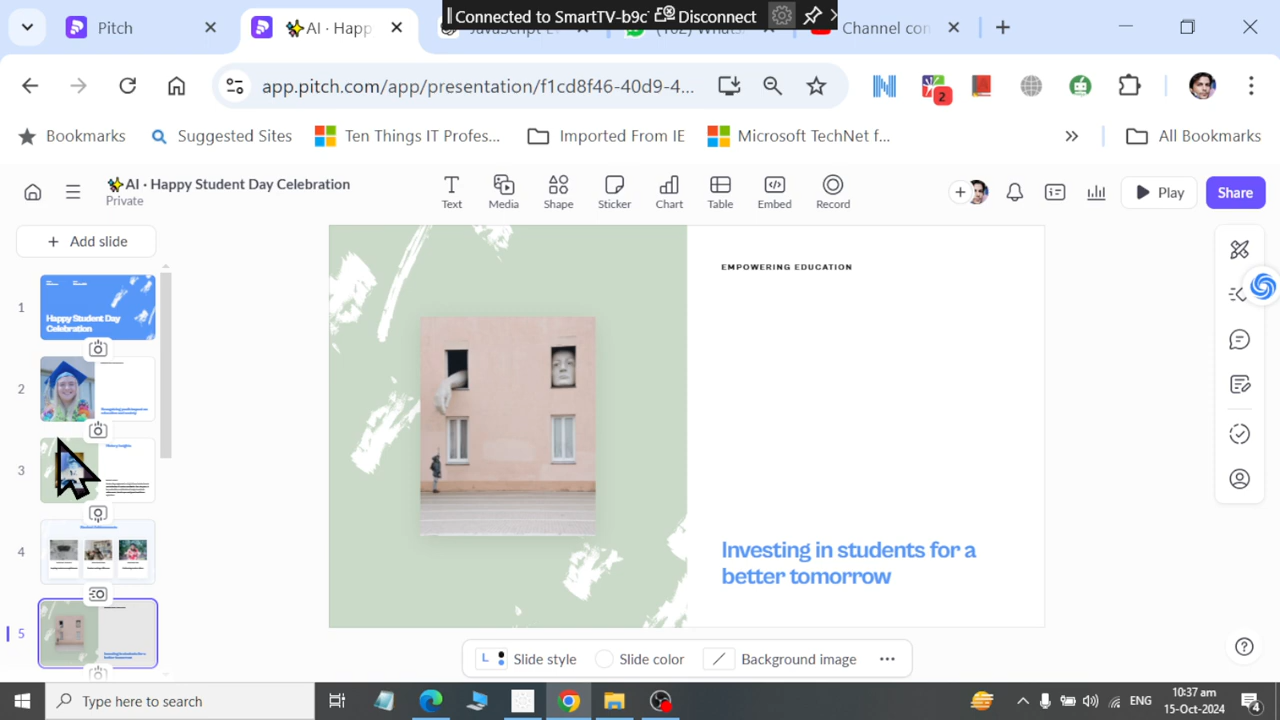 Connected to SmartTV-b9c
Disconnect
Pitch
AI · Happ
(102) Whats
Channel con
app.pitch.com/app/presentation/f1cd8f46-40d9-4...
2
Bookmarks
Suggested Sites
Ten Things IT Profes...
Imported From IE
Microsoft TechNet f...
All Bookmarks
AI · Happy Student Day Celebration
Private
Text
Media
Shape
Sticker
Chart
Table
Embed
Record
Play
Share
+ Add slide
1
Happy Student Day
Celebration
2
3
4
5
EMPOWERING EDUCATION
Investing in students for a
better tomorrow
Slide style
Slide color
Background image
Type here to search
ENG
10:37 am
15-Oct-2024
4